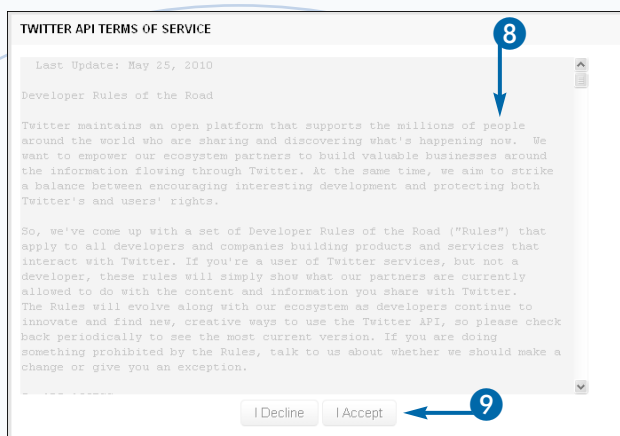 TWITTER API TERMS OF SERVICE
8
Last Update: May 25, 2010
Developer Rules of the Road
Twitter maintains an open platform that supports the millions of people
around the world who are sharing and discovering what's happening now.  We
want to empower our ecosystem partners to build valuable businesses around
the information flowing through Twitter. At the same time, we aim to strike
a balance between encouraging interesting development and protecting both
Twitter's and users' rights.
So, we've come up with a set of Developer Rules of the Road ("Rules") that
apply to all developers and companies building products and services that
interact with Twitter. If you're a user of Twitter services, but not a
developer, these rules will simply show what our partners are currently
allowed to do with the content and information you share with Twitter.
The Rules will evolve along with our ecosystem as developers continue to
innovate and find new, creative ways to use the Twitter API, so please check
back periodically to see the most current version. If you are doing
something prohibited by the Rules, talk to us about whether we should make a
change or give you an exception.
I Decline I Accept 9